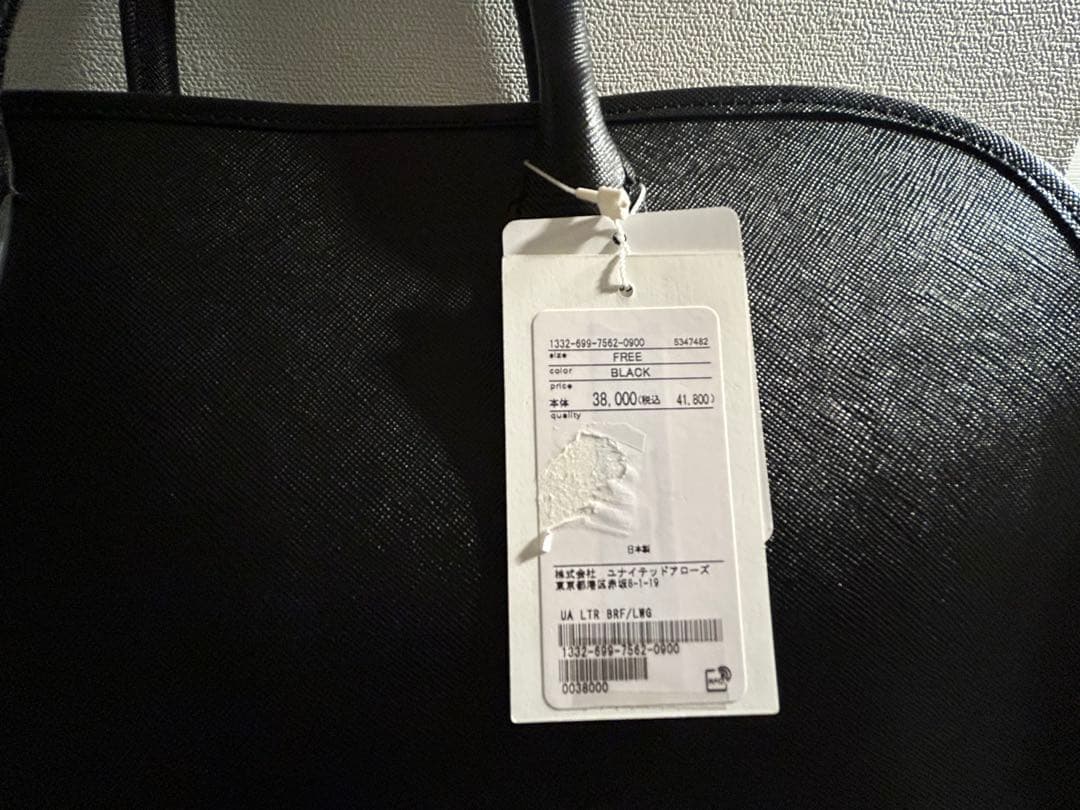 1332-699-7562-0900 5347482
size FREE
color BLACK
price
本体 38,000(税込 41,800)
quality
日本製
株式会社 ユナイテッドアローズ
東京都港区赤坂8-1-19
UA LTR BRF/LWG
1332-699-7562-0900
0038000
RFID